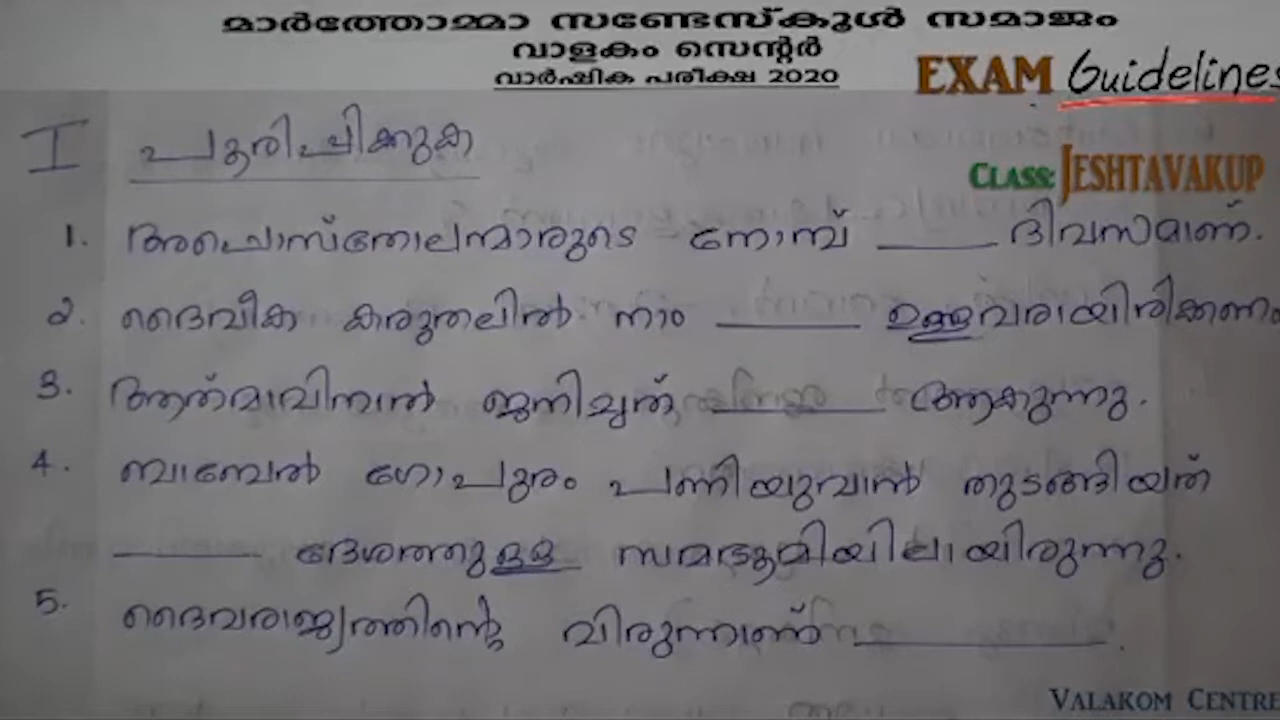 മാർത്തോമ്മാ സണ്ടേസ്കൂൾ സമാജം
വാളകം സെന്റർ
വാർഷിക പരീക്ഷ 2020
EXAM Guidelines
I പൂരിപ്പിക്കുക
CLASS: JESHTAVAKUP
1. അപൊസ്തോലന്മാരുടെ നോമ്പ് ____ ദിവസമാണ്.
2. ദൈവീക കരുതലിൽ നാം ____ ഉള്ളവരായിരിക്കണം
3. ആത്മാവിനാൽ ജനിച്ചത് ____ ആകുന്നു.
4. ബാബേൽ ഗോപുരം പണിയുവാൻ തുടങ്ങിയത്
____ ദേശത്തുള്ള സമഭൂമിയിലായിരുന്നു.
5. ദൈവരാജ്യത്തിന്റെ വിരുന്നാണ് ____.
VALAKOM CENTRE